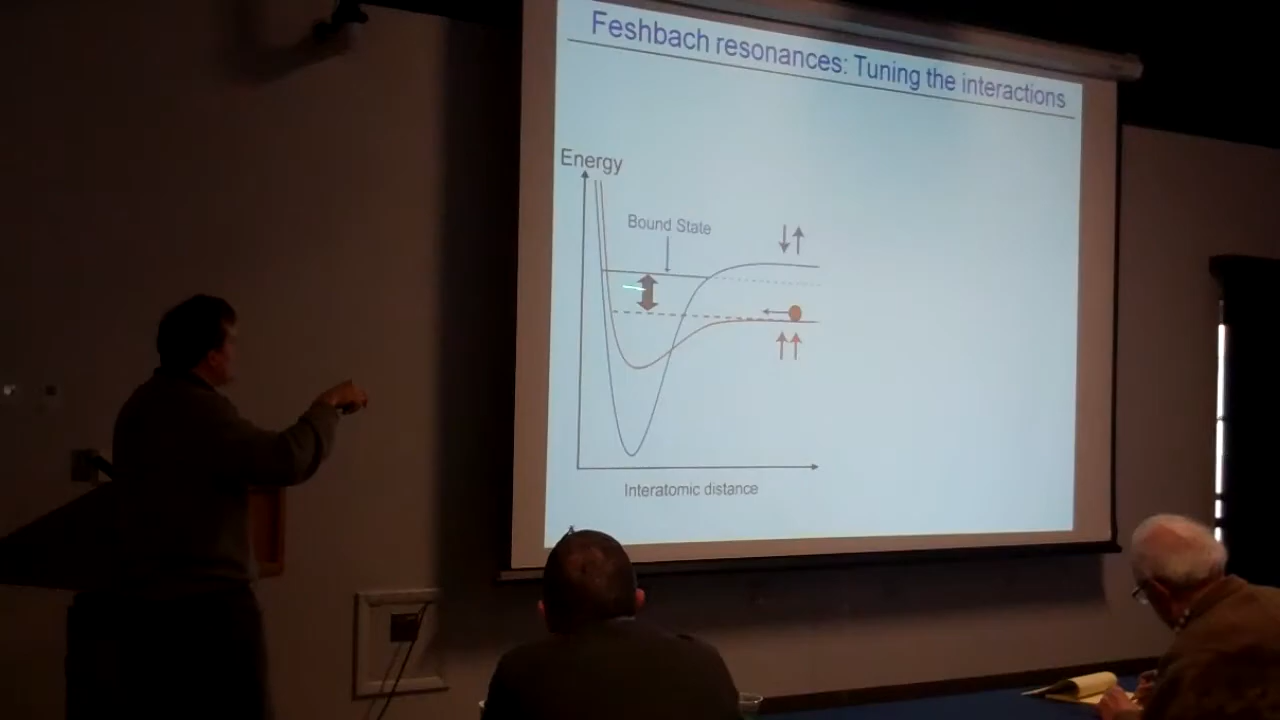 Feshbach resonances: Tuning the interactions
Energy
Bound State
Interatomic distance